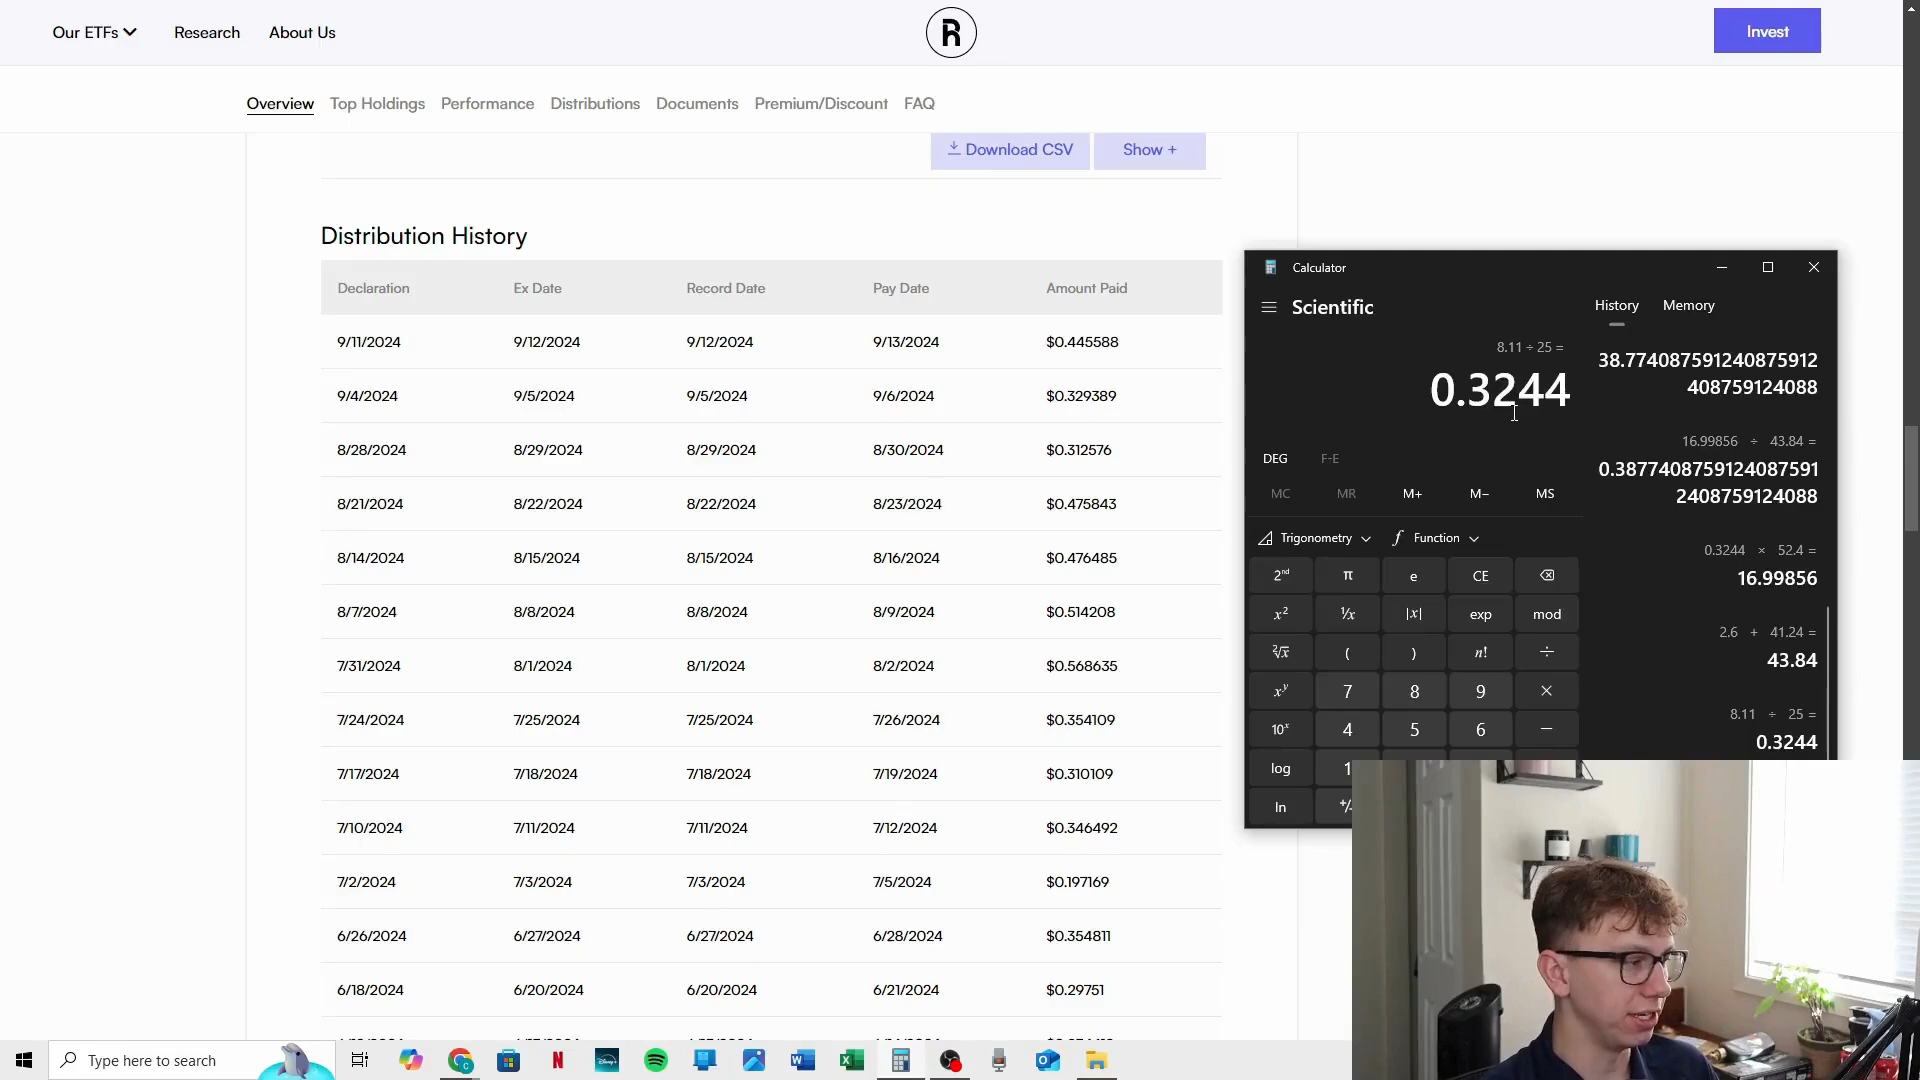 Our ETFs
Research
About Us
R
Invest
Overview
Top Holdings
Performance
Distributions
Documents
Premium/Discount
FAQ
Download CSV
Show +
Distribution History
Declaration Ex Date Record Date Pay Date Amount Paid
9/11/2024 9/12/2024 9/12/2024 9/13/2024 $0.445588
9/4/2024 9/5/2024 9/5/2024 9/6/2024 $0.329389
8/28/2024 8/29/2024 8/29/2024 8/30/2024 $0.312576
8/21/2024 8/22/2024 8/22/2024 8/23/2024 $0.475843
8/14/2024 8/15/2024 8/15/2024 8/16/2024 $0.476485
8/7/2024 8/8/2024 8/8/2024 8/9/2024 $0.514208
7/31/2024 8/1/2024 8/1/2024 8/2/2024 $0.568635
7/24/2024 7/25/2024 7/25/2024 7/26/2024 $0.354109
7/17/2024 7/18/2024 7/18/2024 7/19/2024 $0.310109
7/10/2024 7/11/2024 7/11/2024 7/12/2024 $0.346492
7/2/2024 7/3/2024 7/3/2024 7/5/2024 $0.197169
6/26/2024 6/27/2024 6/27/2024 6/28/2024 $0.354811
6/18/2024 6/20/2024 6/20/2024 6/21/2024 $0.29751
Calculator
Scientific
8.11 ÷ 25 =
0.3244
DEG F-E
MC MR M+ M− MS
Trigonometry Function
2nd π e CE
x² ¹/x |x| exp mod
²√x ( ) n! ÷
xʸ 7 8 9 ×
10ˣ 4 5 6 −
log 1
ln +/-
History Memory
38.774087591240875912
408759124088
16.99856 ÷ 43.84 =
0.3877408759124087591
2408759124088
0.3244 × 52.4 =
16.99856
2.6 + 41.24 =
43.84
8.11 ÷ 25 =
0.3244
Type here to search